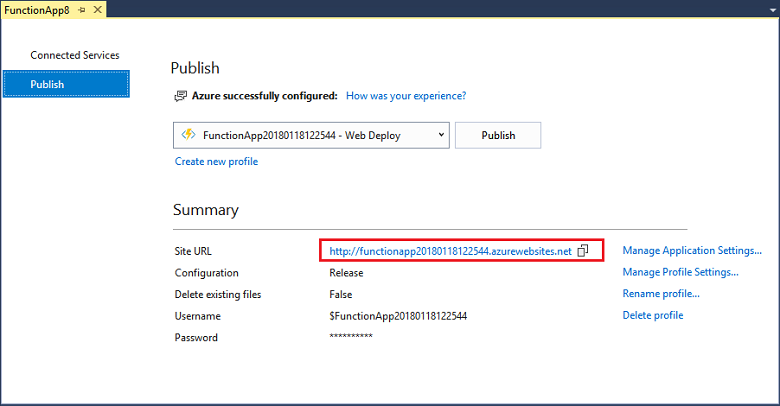 FunctionApp8
Connected Services
Publish
Publish
Azure successfully configured: How was your experience?
FunctionApp20180118122544 - Web Deploy Publish
Create new profile
Summary
Site URL http://functionapp20180118122544.azurewebsites.net Manage Application Settings...
Configuration Release Manage Profile Settings...
Delete existing files False Rename profile...
Username $FunctionApp20180118122544 Delete profile
Password **********